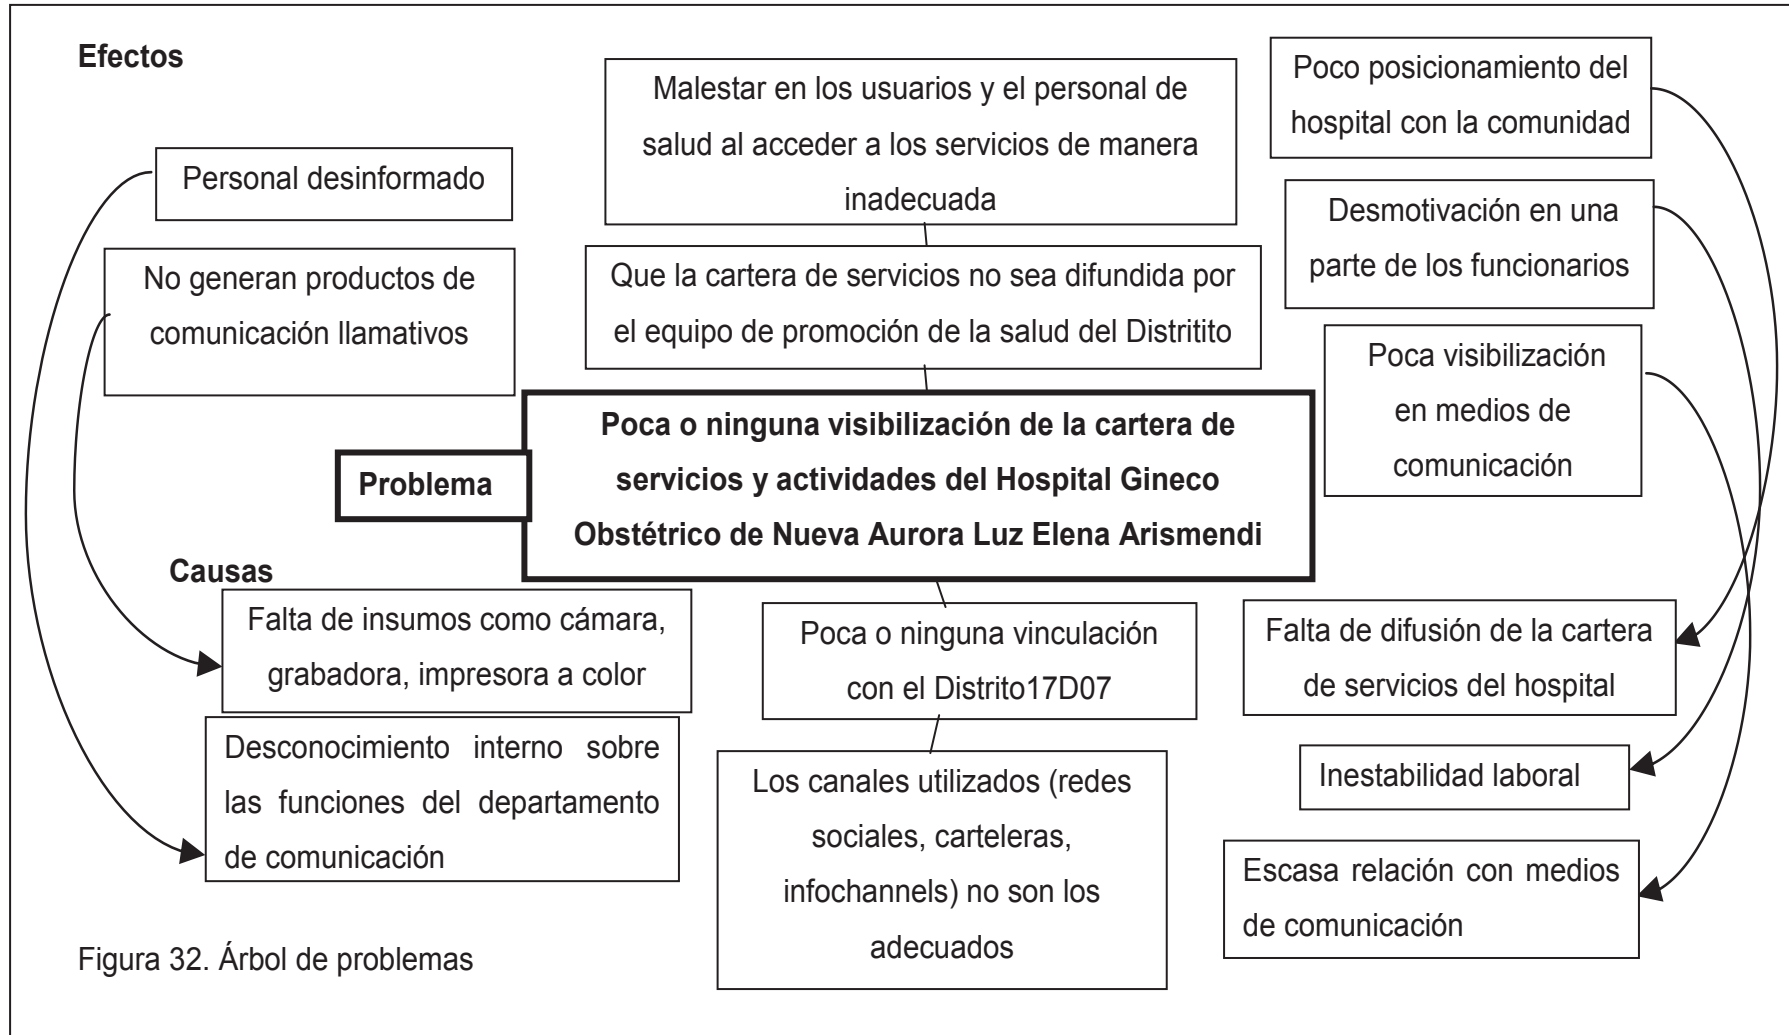 Efectos
Personal desinformado
No generan productos de
comunicación llamativos
Malestar en los usuarios y el personal de
salud al acceder a los servicios de manera
inadecuada
Que la cartera de servicios no sea difundida por
el equipo de promoción de la salud del Distritito
Poco posicionamiento del
hospital con la comunidad
Desmotivación en una
parte de los funcionarios
Poca visibilización
en medios de
comunicación
Problema
Poca o ninguna visibilización de la cartera de
servicios y actividades del Hospital Gineco
Obstétrico de Nueva Aurora Luz Elena Arismendi
Causas
Falta de insumos como cámara,
grabadora, impresora a color
Desconocimiento interno sobre
las funciones del departamento
de comunicación
Poca o ninguna vinculación
con el Distrito17D07
Los canales utilizados (redes
sociales, carteleras,
infochannels) no son los
adecuados
Falta de difusión de la cartera
de servicios del hospital
Inestabilidad laboral
Escasa relación con medios
de comunicación
Figura 32. Árbol de problemas